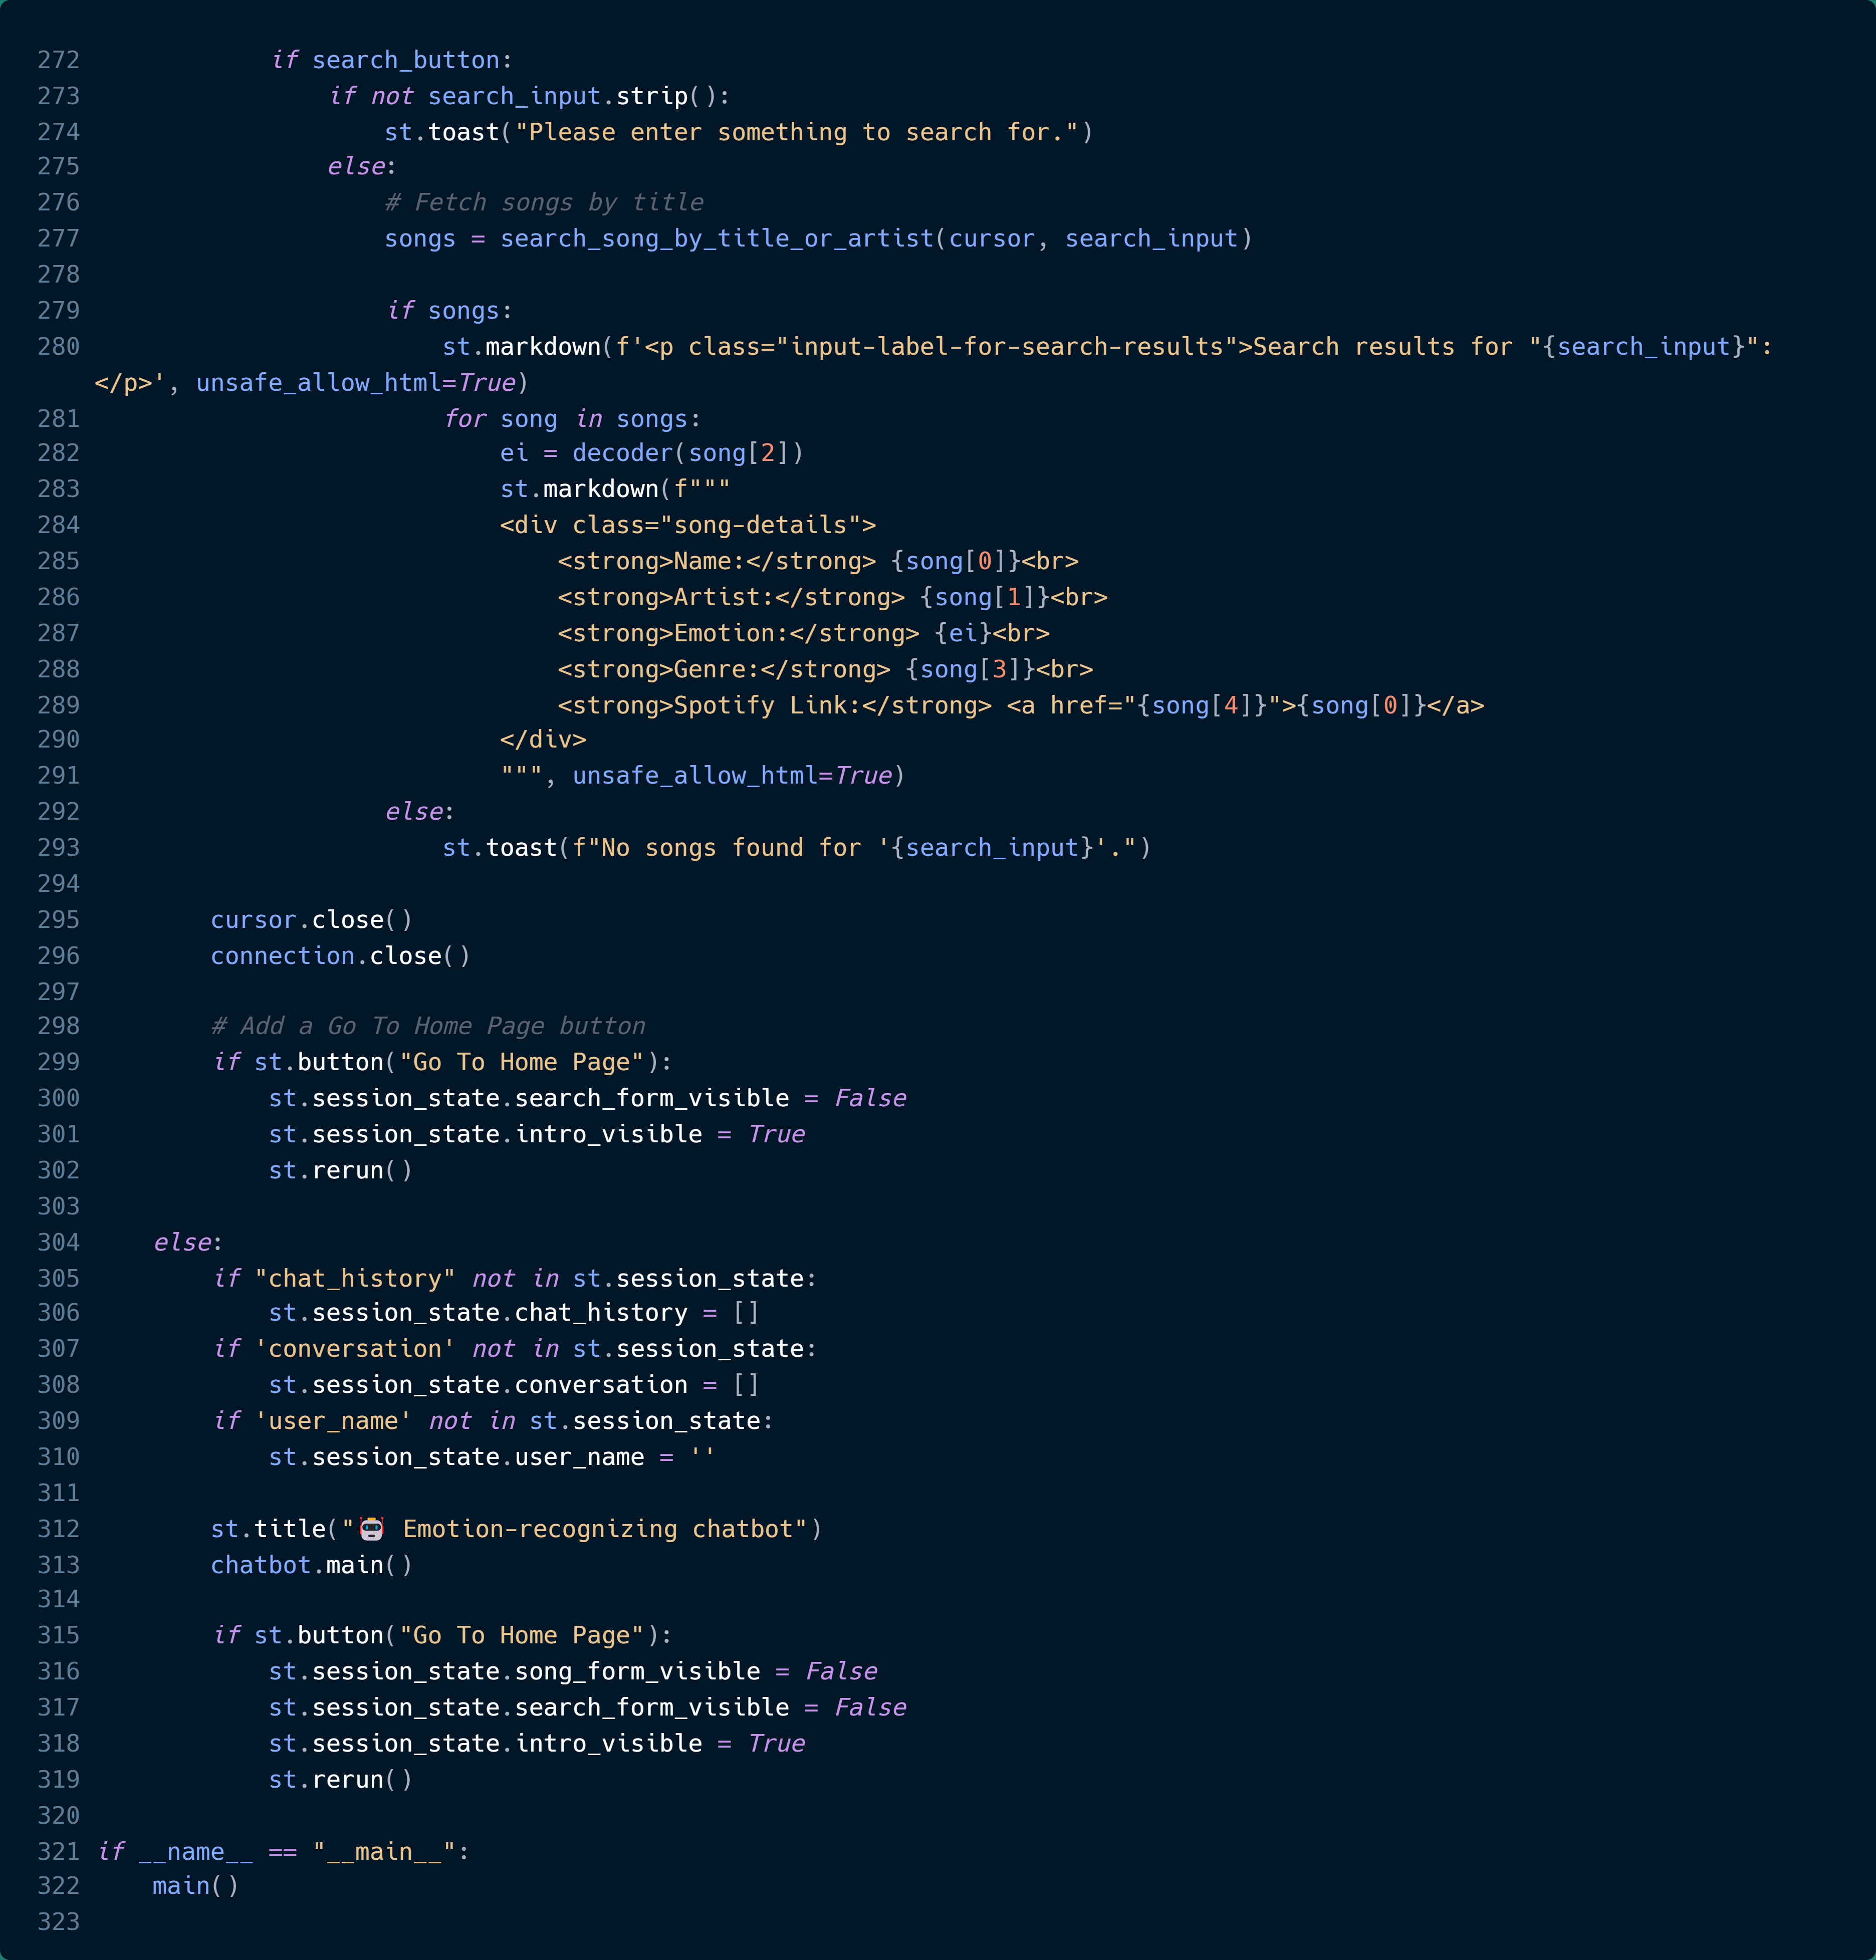 272             if search_button:
273                 if not search_input.strip():
274                     st.toast("Please enter something to search for.")
275                 else:
276                     # Fetch songs by title
277                     songs = search_song_by_title_or_artist(cursor, search_input)
278
279                     if songs:
280                         st.markdown(f'<p class="input-label-for-search-results">Search results for "{search_input}":
</p>', unsafe_allow_html=True)
281                         for song in songs:
282                             ei = decoder(song[2])
283                             st.markdown(f"""
284                             <div class="song-details">
285                                 <strong>Name:</strong> {song[0]}<br>
286                                 <strong>Artist:</strong> {song[1]}<br>
287                                 <strong>Emotion:</strong> {ei}<br>
288                                 <strong>Genre:</strong> {song[3]}<br>
289                                 <strong>Spotify Link:</strong> <a href="{song[4]}">{song[0]}</a>
290                             </div>
291                             """, unsafe_allow_html=True)
292                     else:
293                         st.toast(f"No songs found for '{search_input}'.")
294
295         cursor.close()
296         connection.close()
297
298         # Add a Go To Home Page button
299         if st.button("Go To Home Page"):
300             st.session_state.search_form_visible = False
301             st.session_state.intro_visible = True
302             st.rerun()
303
304     else:
305         if "chat_history" not in st.session_state:
306             st.session_state.chat_history = []
307         if 'conversation' not in st.session_state:
308             st.session_state.conversation = []
309         if 'user_name' not in st.session_state:
310             st.session_state.user_name = ''
311
312         st.title("🤖 Emotion-recognizing chatbot")
313         chatbot.main()
314
315         if st.button("Go To Home Page"):
316             st.session_state.song_form_visible = False
317             st.session_state.search_form_visible = False
318             st.session_state.intro_visible = True
319             st.rerun()
320
321 if __name__ == "__main__":
322     main()
323